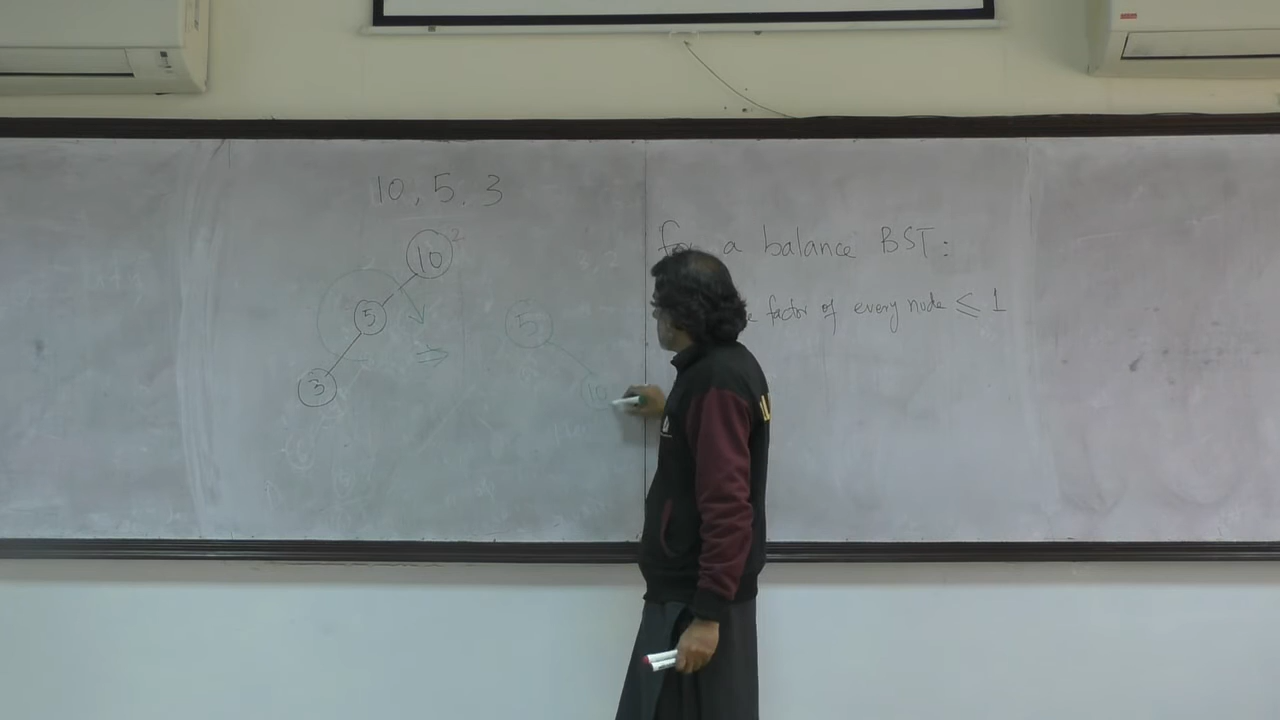 10, 5, 3
10 2
5
3
⇒
5
10
for a balance BST:
factor of every node ≤ 1